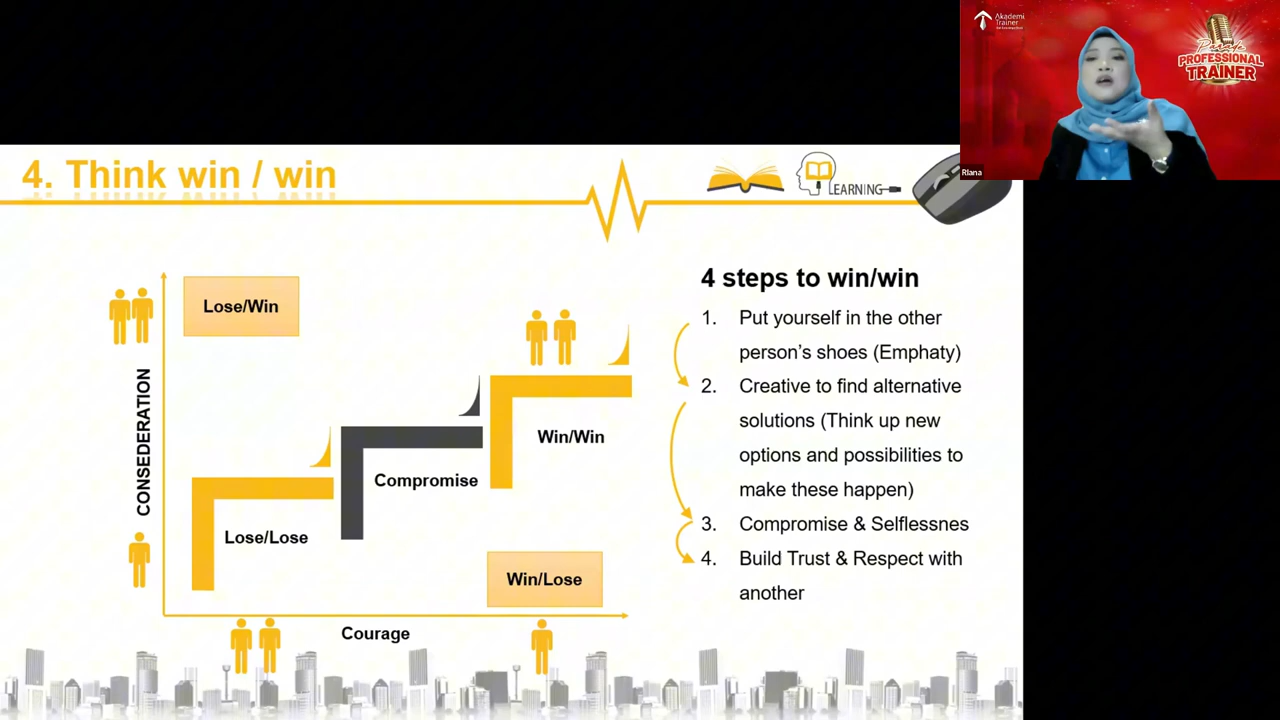 Akademi
Trainer
Parade
PROFESSIONAL
TRAINER
Riana
4. Think win / win
LEARNING
Lose/Win
CONSEDERATION
Win/Win
Compromise
Lose/Lose
Win/Lose
Courage
4 steps to win/win
1. Put yourself in the other
person's shoes (Emphaty)
2. Creative to find alternative
solutions (Think up new
options and possibilities to
make these happen)
3. Compromise & Selflessnes
4. Build Trust & Respect with
another